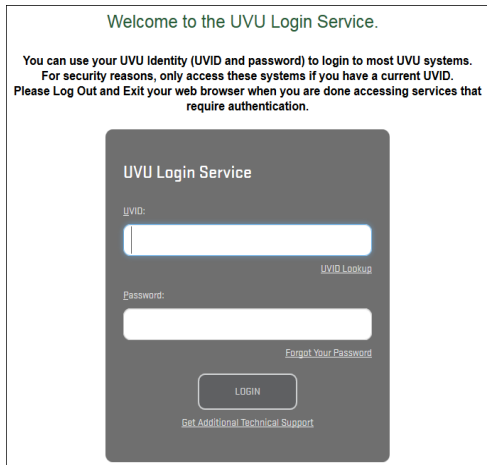 Welcome to the UVU Login Service.
You can use your UVU Identity (UVID and password) to login to most UVU systems.
For security reasons, only access these systems if you have a current UVID.
Please Log Out and Exit your web browser when you are done accessing services that
require authentication.
UVU Login Service
UVID:
UVID Lookup
Password:
Forgot Your Password
LOGIN
Get Additional Technical Support